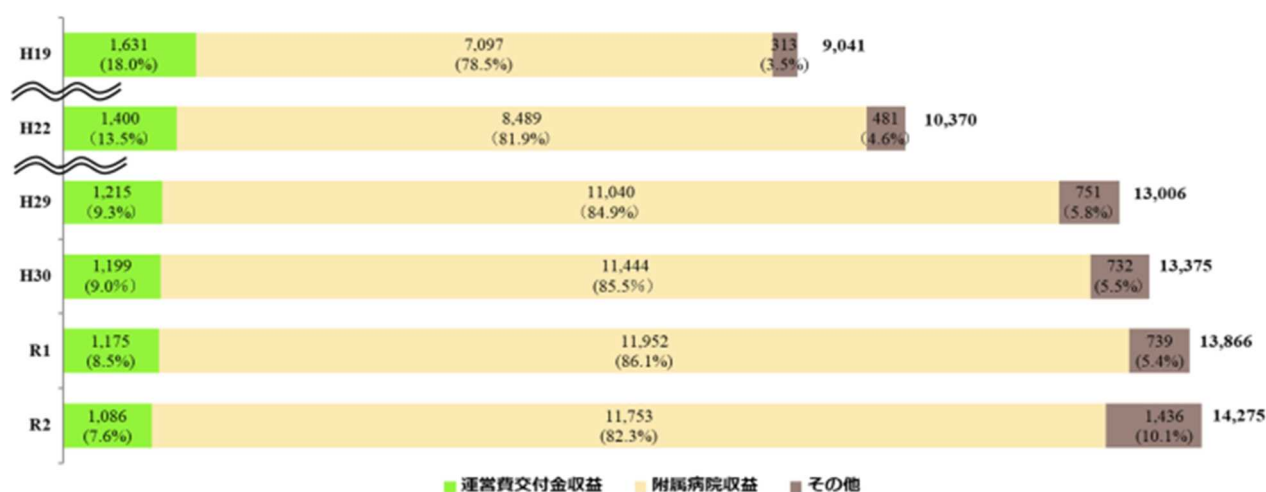 H19 1,631 7,097 313 9,041
(18.0%) (78.5%) (3.5%)
H22 1,400 8,489 481 10,370
(13.5%) (81.9%) (4.6%)
H29 1,215 11,040 751 13,006
(9.3%) (84.9%) (5.8%)
H30 1,199 11,444 732 13,375
(9.0%) (85.5%) (5.5%)
R1 1,175 11,952 739 13,866
(8.5%) (86.1%) (5.4%)
R2 1,086 11,753 1,436 14,275
(7.6%) (82.3%) (10.1%)
運営費交付金収益 附属病院収益 その他